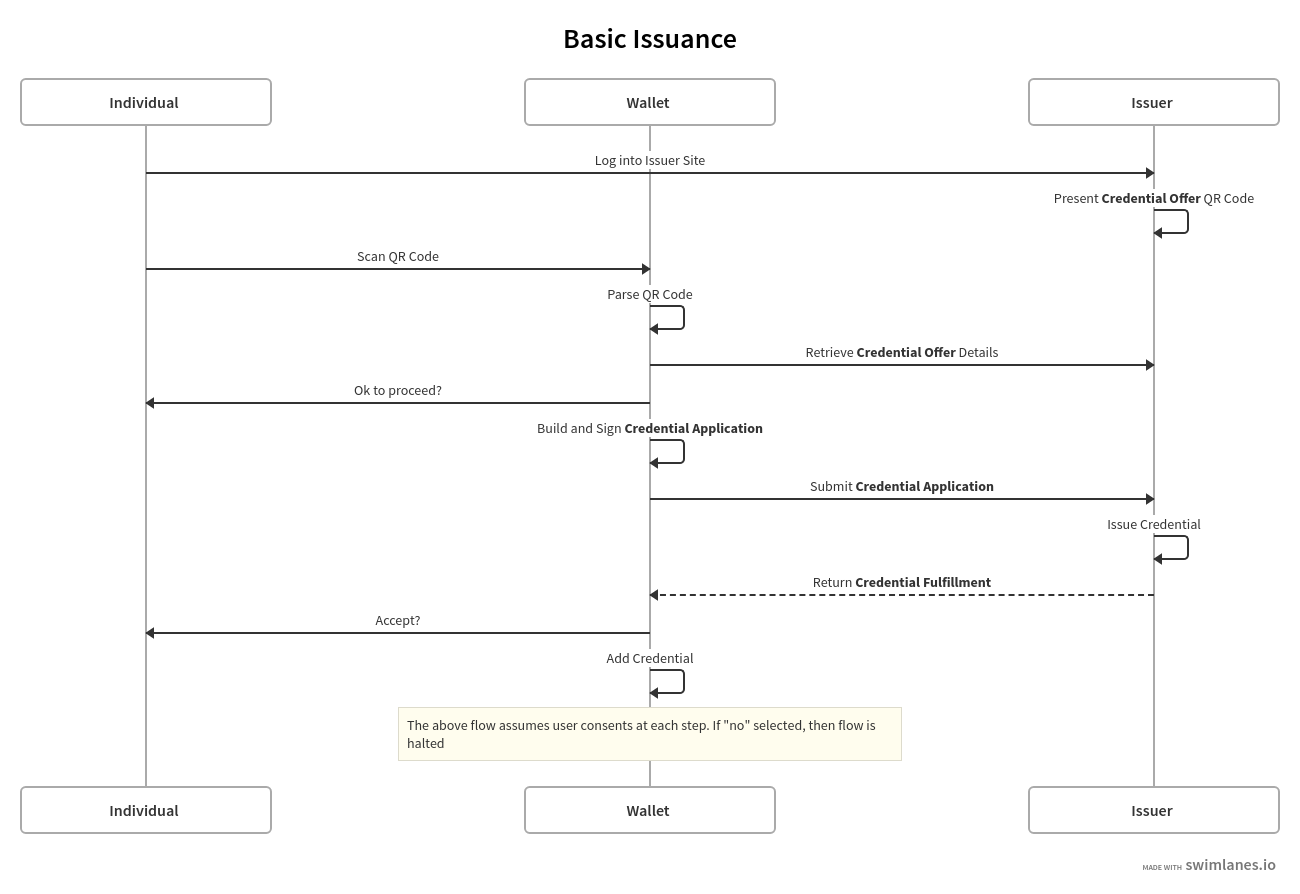 Basic Issuance
Individual
Wallet
Issuer
Log into Issuer Site
Present Credential Offer QR Code
Scan QR Code
Parse QR Code
Retrieve Credential Offer Details
Ok to proceed?
Build and Sign Credential Application
Submit Credential Application
Issue Credential
Return Credential Fulfillment
Accept?
Add Credential
The above flow assumes user consents at each step. If "no" selected, then flow is
halted
Individual
Wallet
Issuer
MADE WITH swimlanes.io